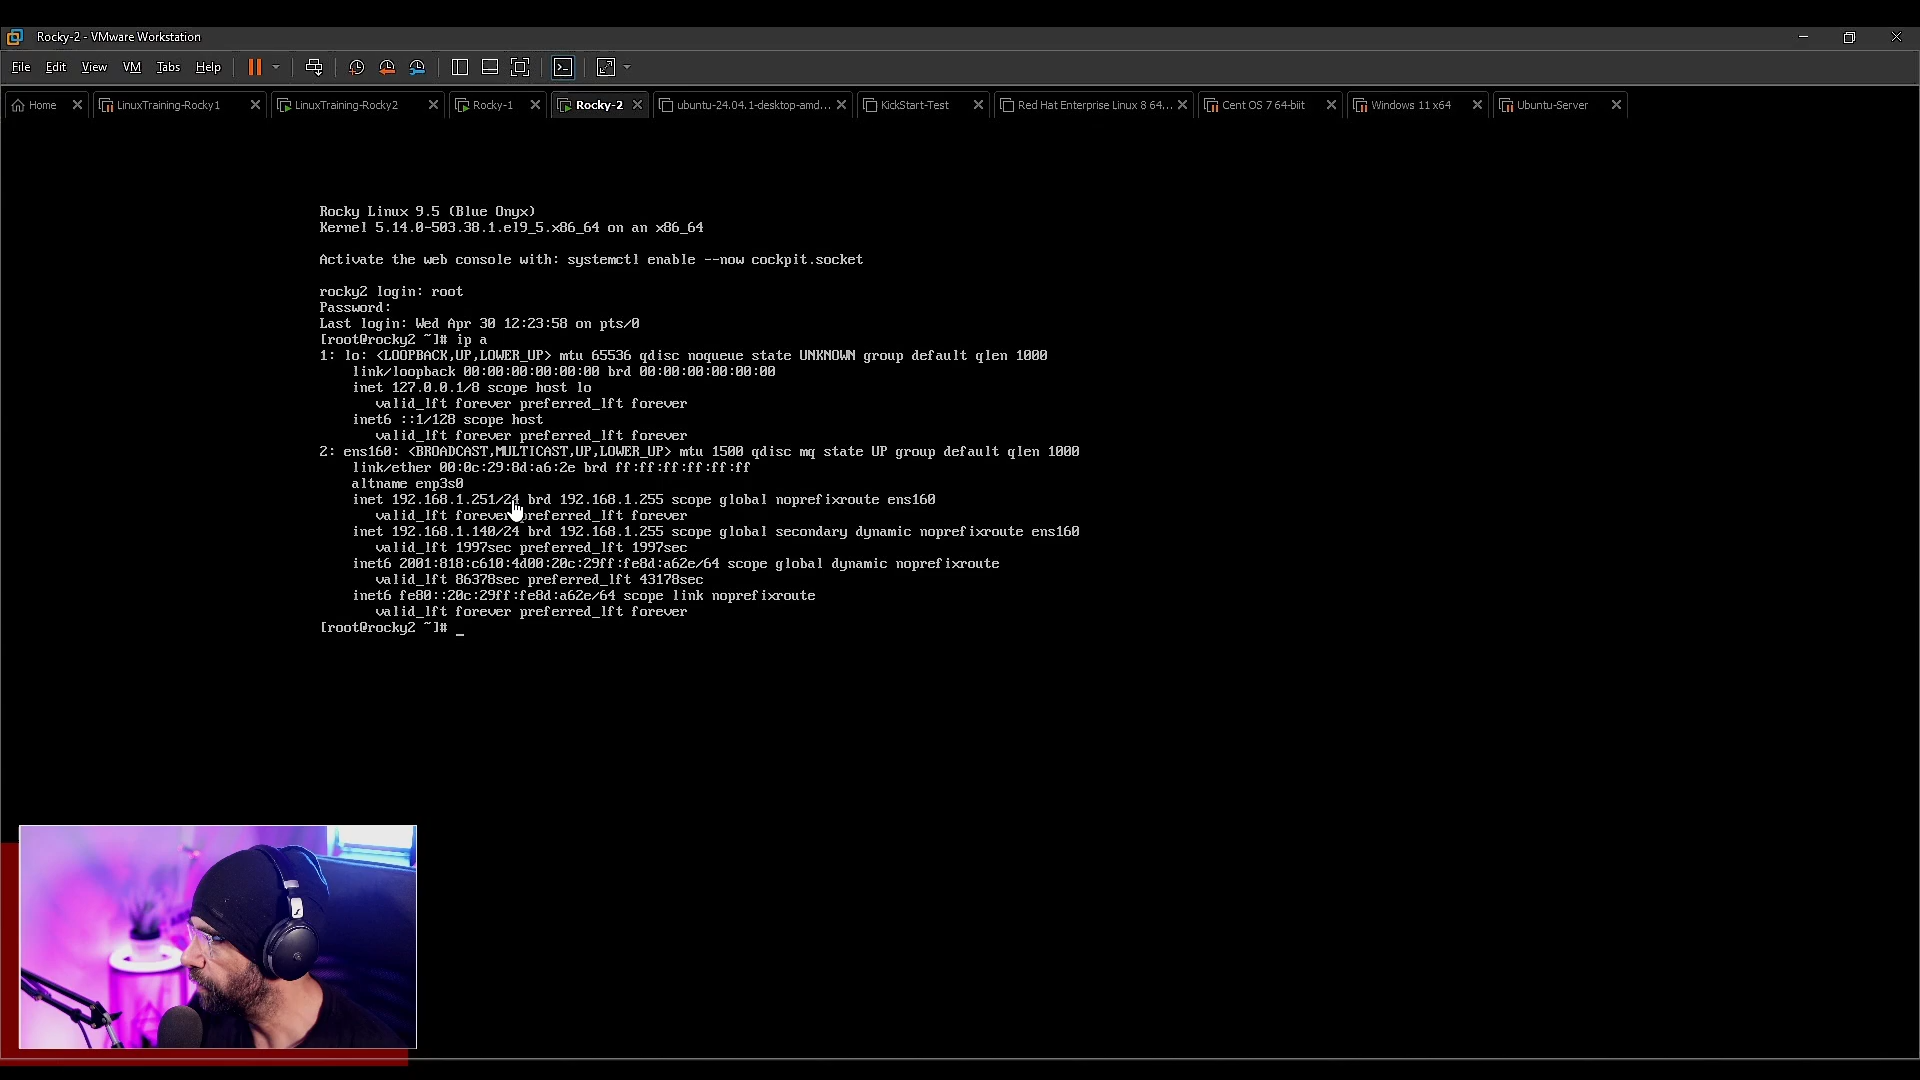 Rocky-2 - VMware Workstation
File Edit View VM Tabs Help
Home LinuxTraining-Rocky1 LinuxTraining-Rocky2 Rocky-1 Rocky-2 ubuntu-24.04.1-desktop-amd... KickStart-Test Red Hat Enterprise Linux 8 64... Cent OS 7 64-biit Windows 11 x64 Ubuntu-Server
Rocky Linux 9.5 (Blue Onyx)
Kernel 5.14.0-503.38.1.el9_5.x86_64 on an x86_64
Activate the web console with: systemctl enable --now cockpit.socket
rocky2 login: root
Password:
Last login: Wed Apr 30 12:23:58 on pts/0
[root@rocky2 ~]# ip a
1: lo: <LOOPBACK,UP,LOWER_UP> mtu 65536 qdisc noqueue state UNKNOWN group default qlen 1000
link/loopback 00:00:00:00:00:00 brd 00:00:00:00:00:00
inet 127.0.0.1/8 scope host lo
valid_lft forever preferred_lft forever
inet6 ::1/128 scope host
valid_lft forever preferred_lft forever
2: ens160: <BROADCAST,MULTICAST,UP,LOWER_UP> mtu 1500 qdisc mq state UP group default qlen 1000
link/ether 00:0c:29:8d:a6:2e brd ff:ff:ff:ff:ff:ff
altname enp3s0
inet 192.168.1.251/24 brd 192.168.1.255 scope global noprefixroute ens160
valid_lft forever preferred_lft forever
inet 192.168.1.140/24 brd 192.168.1.255 scope global secondary dynamic noprefixroute ens160
valid_lft 1997sec preferred_lft 1997sec
inet6 2001:818:c610:4d00:20c:29ff:fe8d:a62e/64 scope global dynamic noprefixroute
valid_lft 86378sec preferred_lft 43178sec
inet6 fe80::20c:29ff:fe8d:a62e/64 scope link noprefixroute
valid_lft forever preferred_lft forever
[root@rocky2 ~]# _